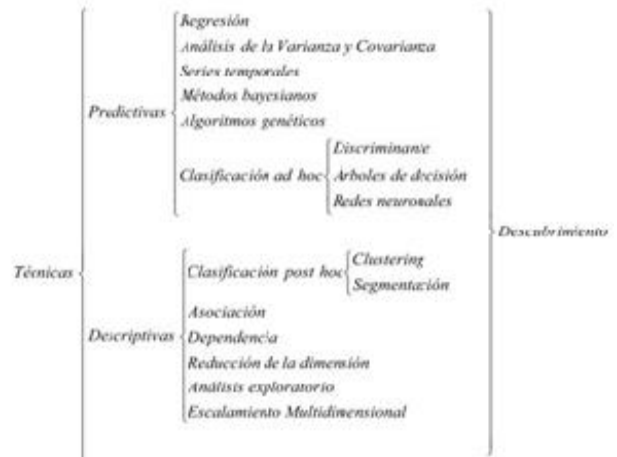 Regresión
Análisis de la Varianza y Covarianza
Series temporales
Métodos bayesianos
Predictivas
Algoritmos genéticos
Discriminante
Clasificación ad hoc
Arboles de decisión
Redes neuronales
Descubrimiento
Técnicas
Clasificación post hoc
Clustering
Segmentación
Asociación
Descriptivas
Dependencia
Reducción de la dimensión
Análisis exploratorio
Escalamiento Multidimensional